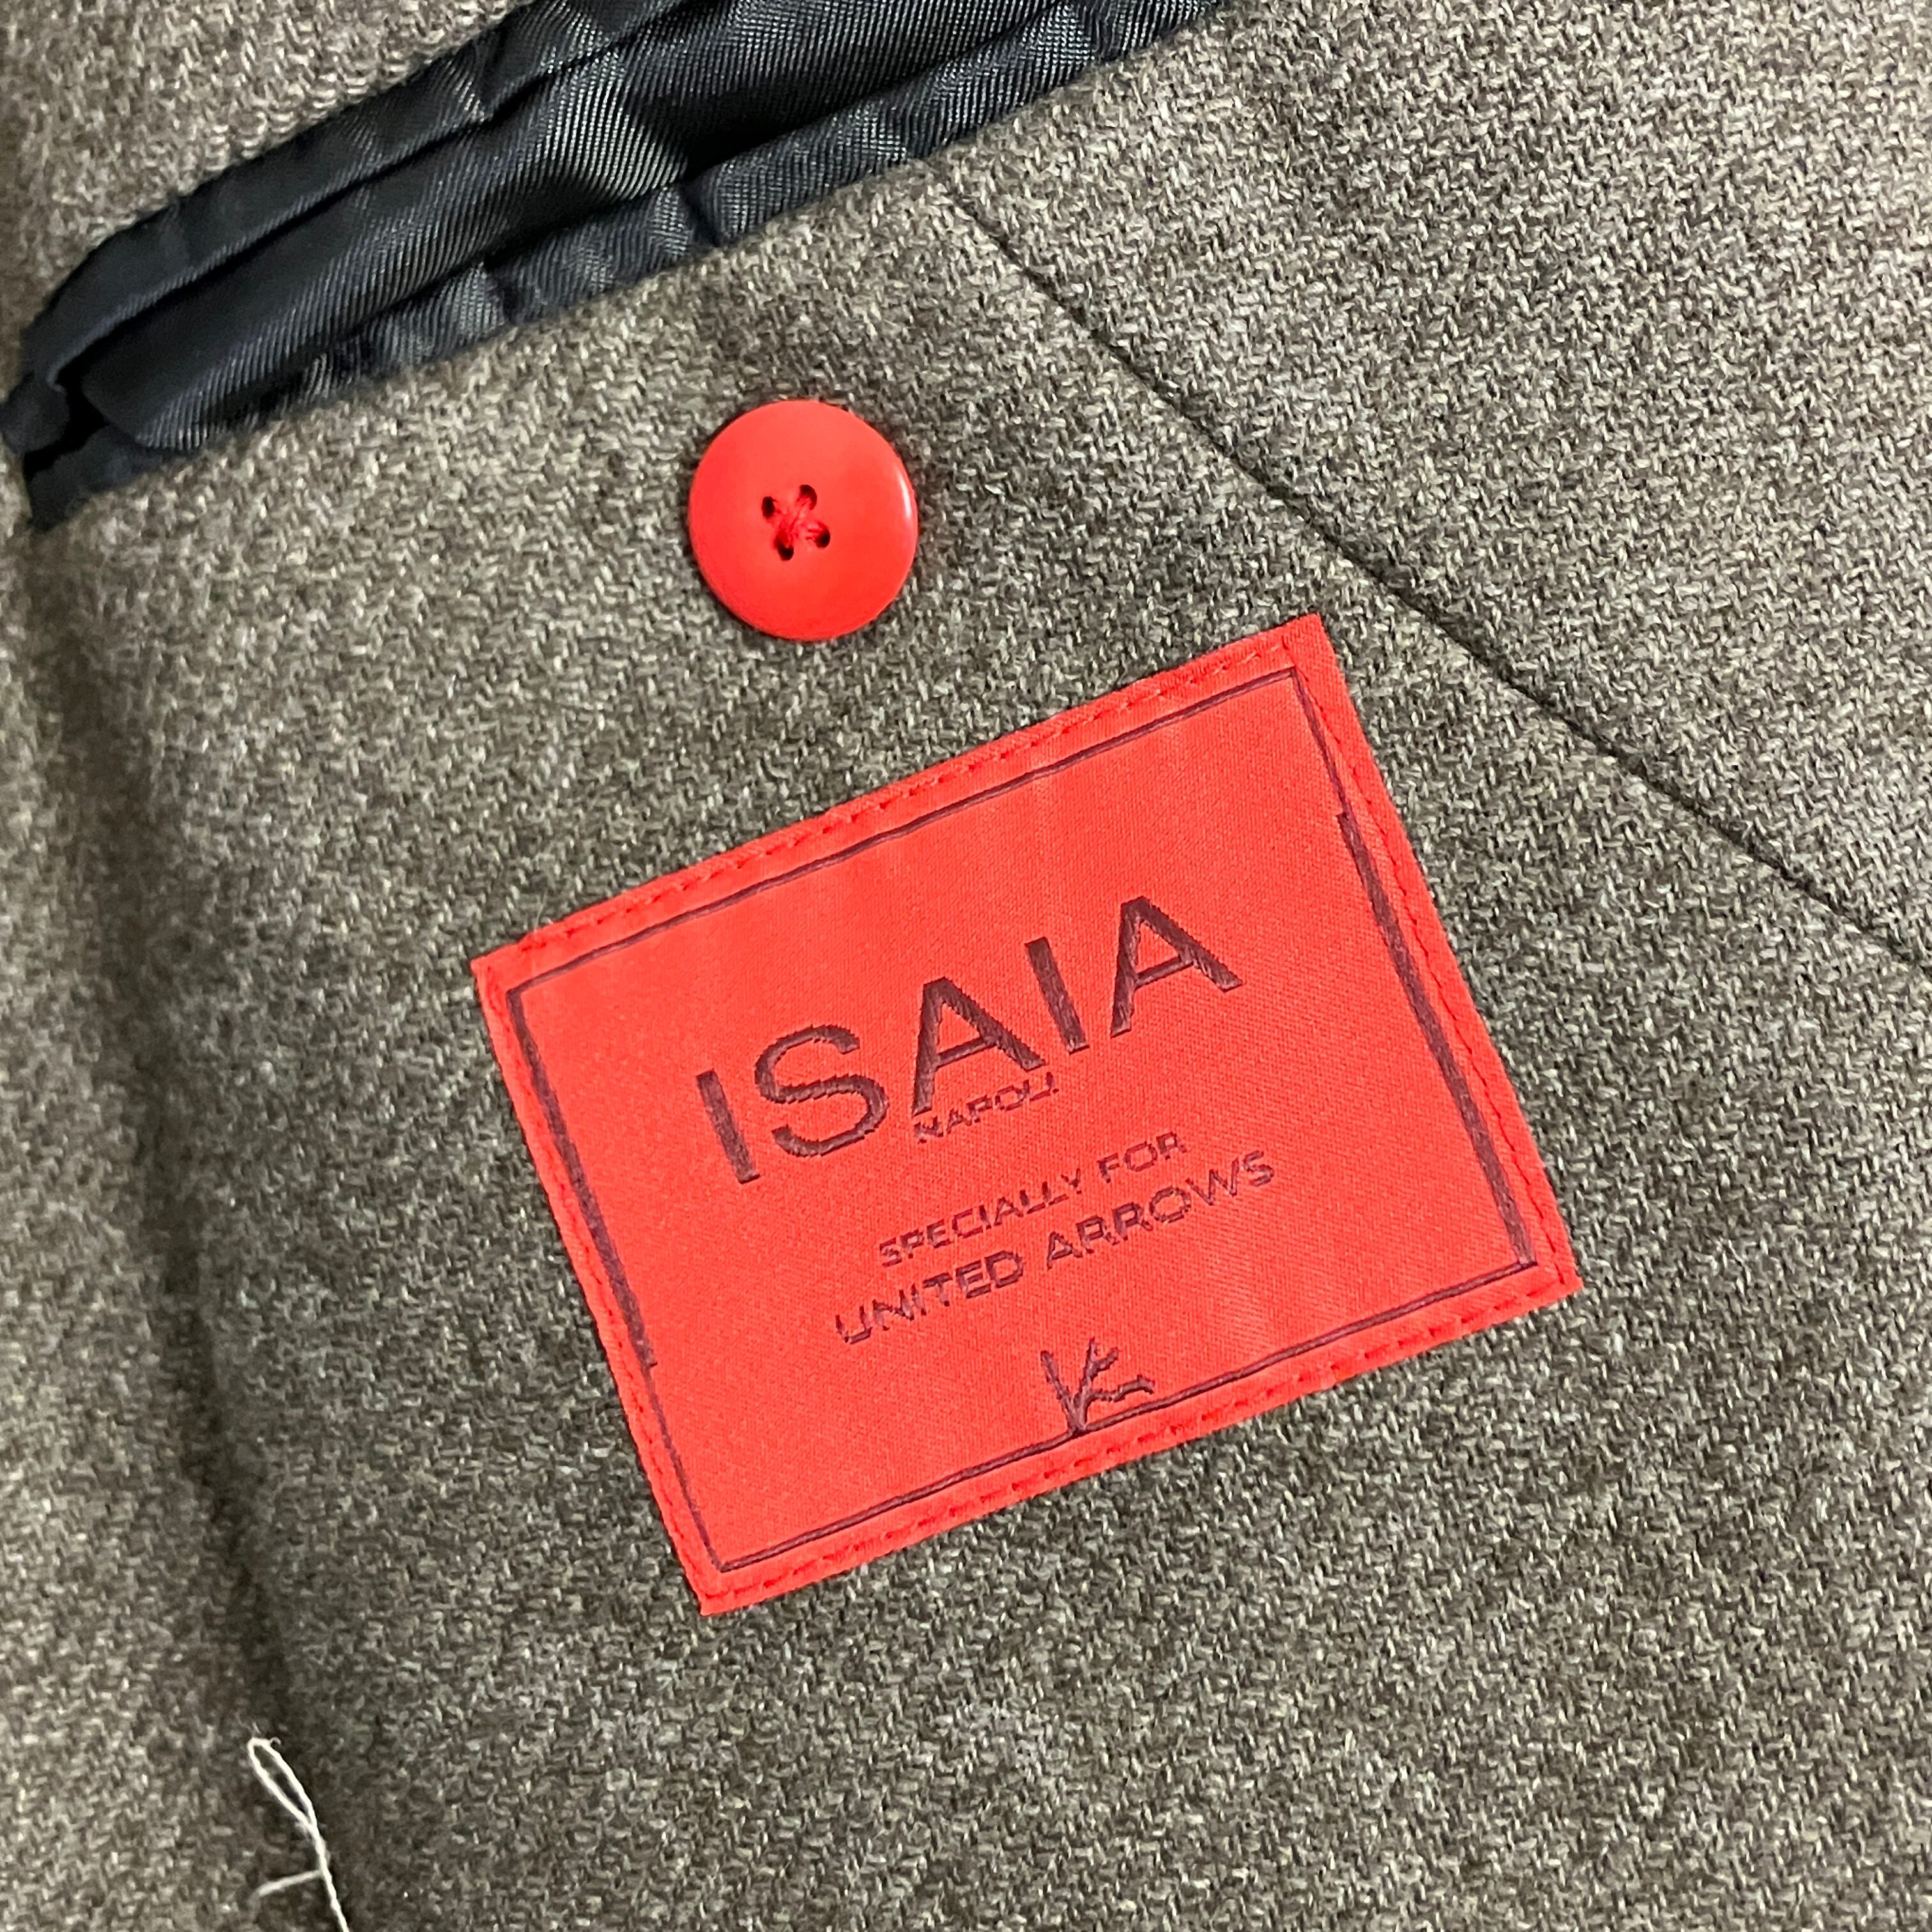 ISAIA
NAPOLI
SPECIALLY FOR
UNITED ARROWS